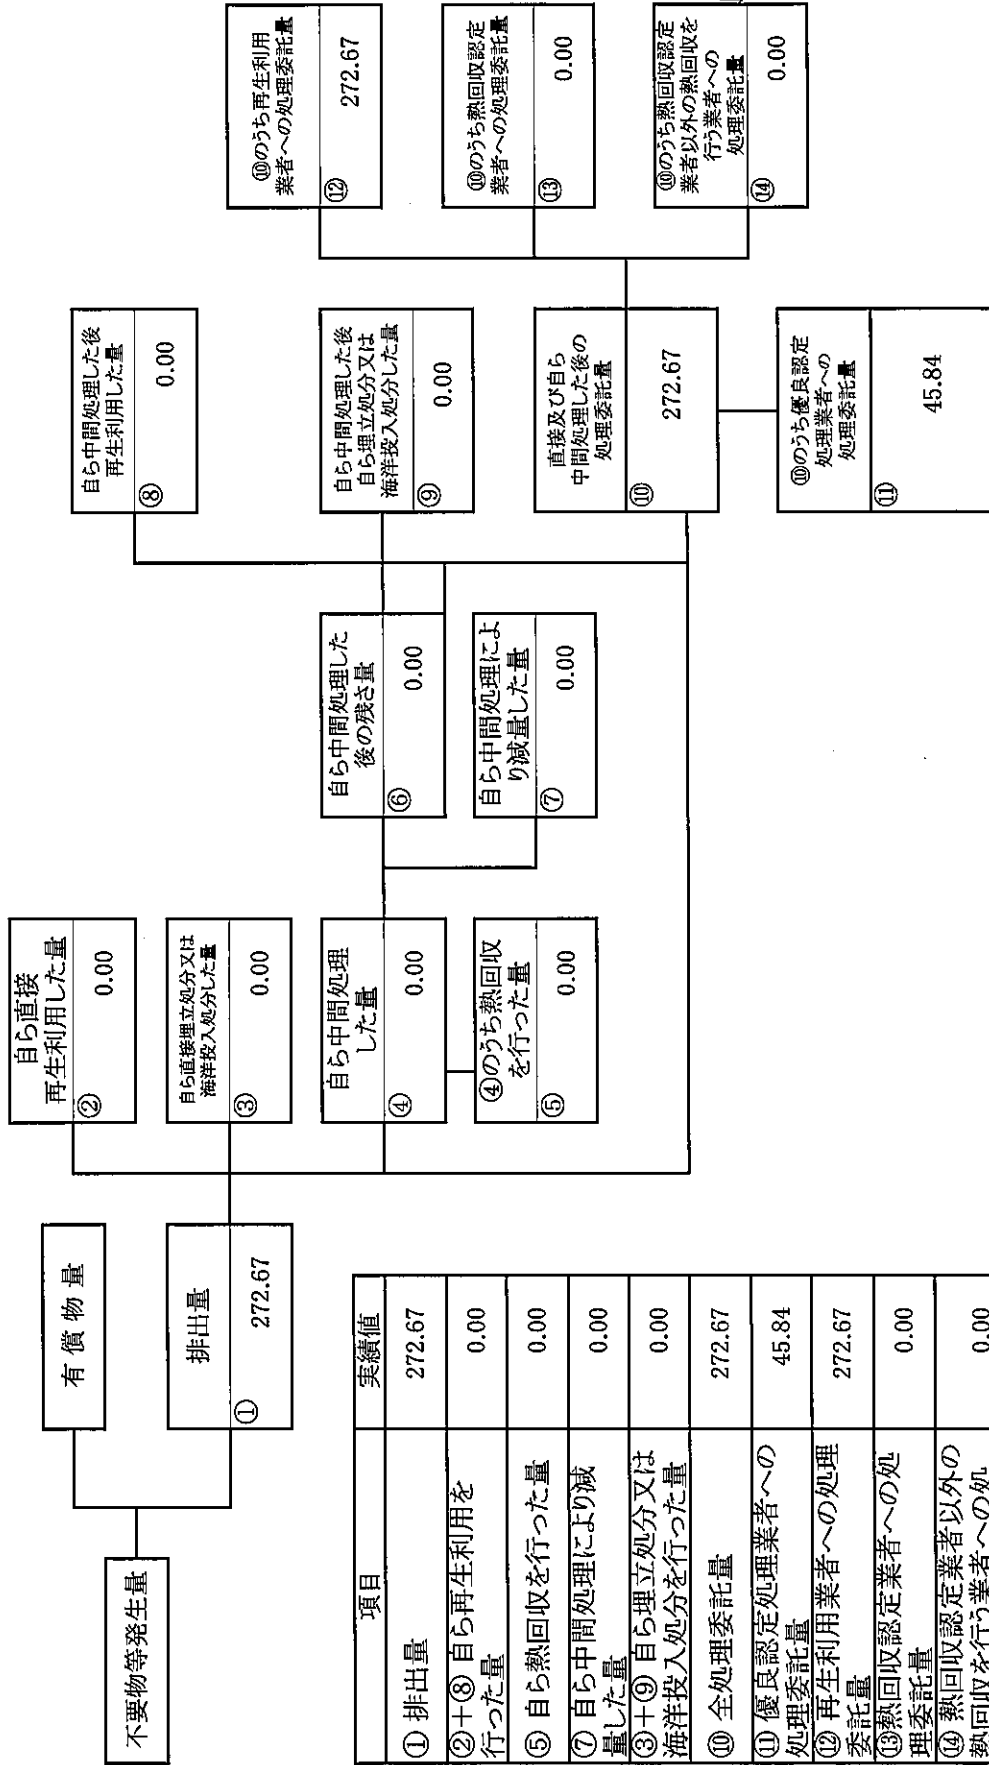 不要物等発生量
有償物量
排出量
① 272.67
自ら直接
再生利用した量
② 0.00
自ら直接埋立処分又は
海洋投入処分した量
③ 0.00
自ら中間処理
した量
④ 0.00
④のうち熱回収
を行った量
⑤ 0.00
自ら中間処理した
後の残さ量
⑥ 0.00
自ら中間処理によ
り減量した量
⑦ 0.00
自ら中間処理した後
再生利用した量
⑧ 0.00
自ら中間処理した後
自ら埋立処分又は
海洋投入処分した量
⑨ 0.00
直接及び自ら
中間処理した後の
処理委託量
⑩ 272.67
⑩のうち優良認定
処理業者への
処理委託量
⑪ 45.84
⑩のうち再生利用
業者への処理委託量
⑫ 272.67
⑩のうち熱回収認定
業者への処理委託量
⑬ 0.00
⑩のうち熱回収認定
業者以外の熱回収を
行う業者への
処理委託量
⑭ 0.00
項目 実績値
① 排出量 272.67
②+⑧ 自ら再生利用を
行った量 0.00
⑤ 自ら熱回収を行った量 0.00
⑦ 自ら中間処理により減
量した量 0.00
③+⑨ 自ら埋立処分又は
海洋投入処分を行った量 0.00
⑩ 全処理委託量 272.67
⑪ 優良認定処理業者への
処理委託量 45.84
⑫ 再生利用業者への処理
委託量 272.67
⑬熱回収認定業者への処
理委託量 0.00
⑭ 熱回収認定業者以外の
熱回収を行う業者への処 0.00